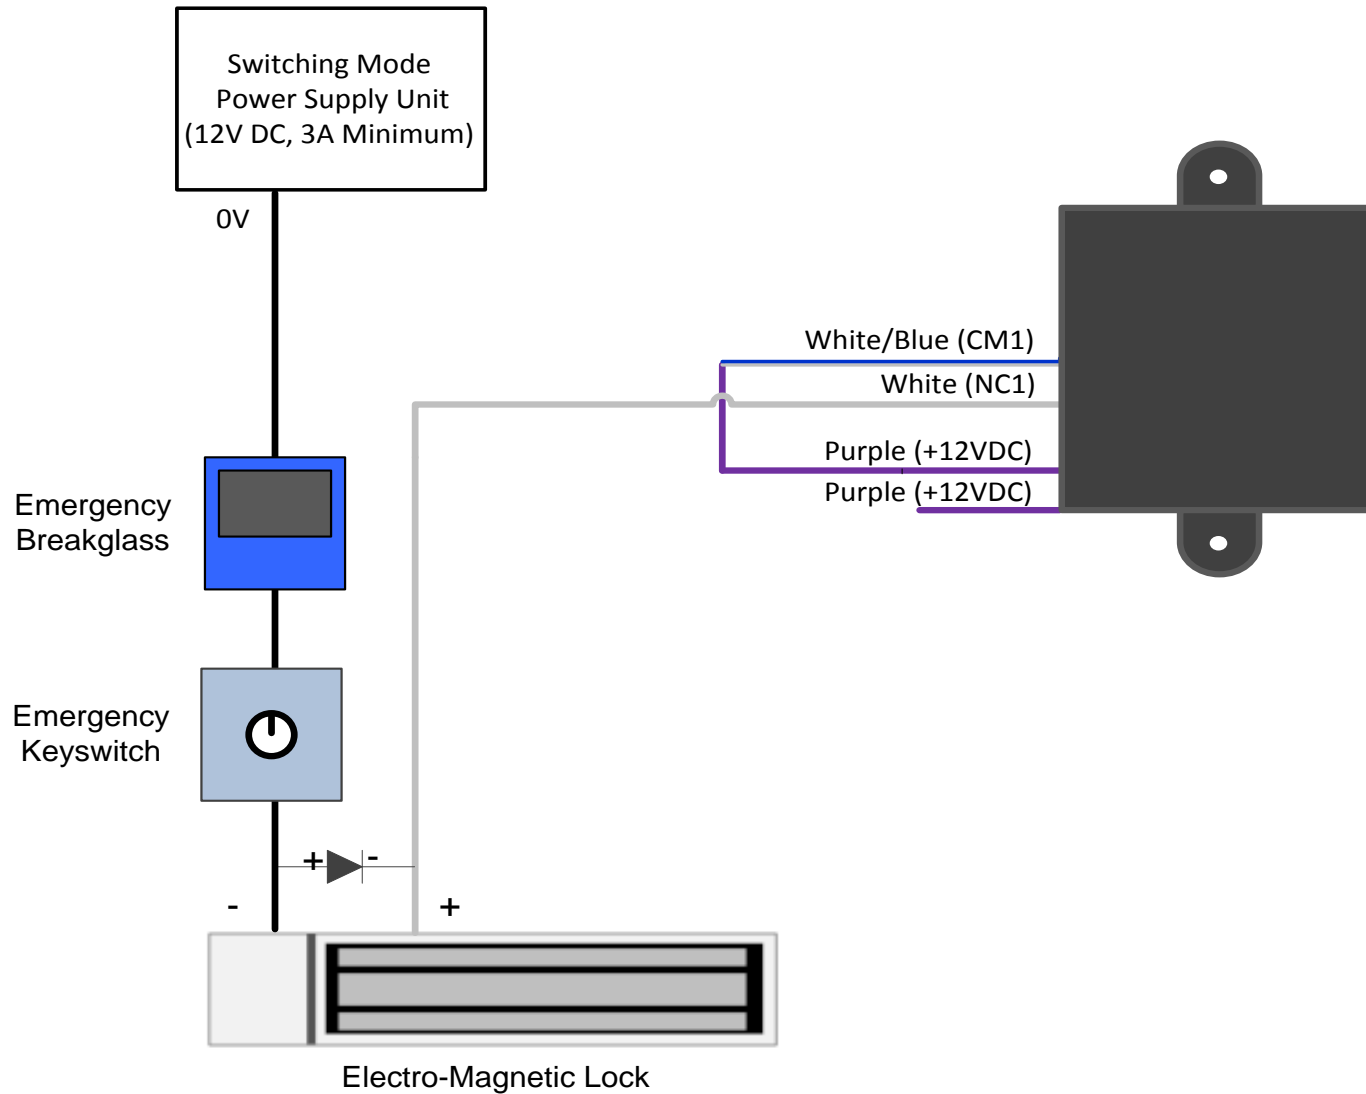 Switching Mode
Power Supply Unit
(12V DC, 3A Minimum)
0V
White/Blue (CM1)
White (NC1)
Purple (+12VDC)
Purple (+12VDC)
Emergency
Breakglass
Emergency
Keyswitch
+ -
- +
Electro-Magnetic Lock